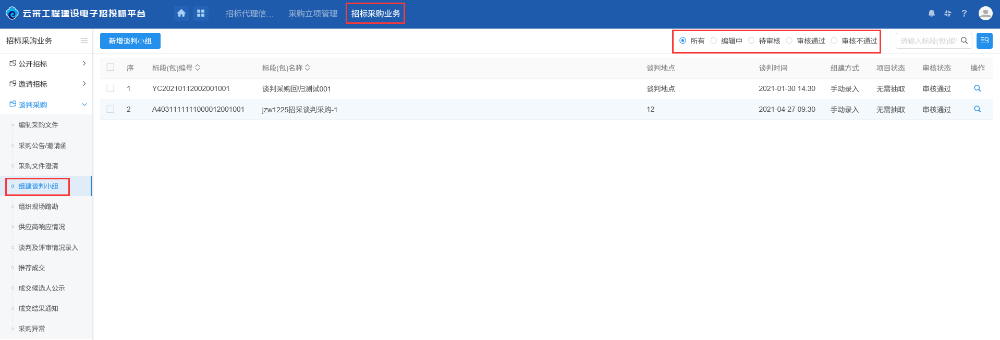 云采工程建设电子招投标平台 招标代理信... 采购立项管理 招标采购业务
招标采购业务 新增谈判小组 所有 编辑中 待审核 审核通过 审核不通过 请输入标段(包)编
公开招标
邀请招标
谈判采购
编制采购文件
采购公告/邀请函
采购文件澄清
组建谈判小组
组织现场踏勘
供应商响应情况
谈判及评审情况录入
推荐成交
成交候选人公示
成交结果通知
采购异常
序 标段(包)编号 标段(包)名称 谈判地点 谈判时间 组建方式 项目状态 审核状态 操作
1 YC20210112002001001 谈判采购回归测试001 谈判地点 2021-01-30 14:30 手动录入 无需抽取 审核通过
2 A4031111111000012001001 jzw1225招采谈判采购-1 12 2021-04-27 09:30 手动录入 无需抽取 审核通过